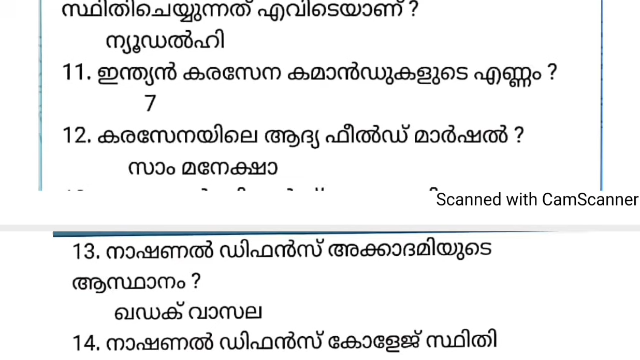 സ്ഥിതിചെയ്യുന്നത് എവിടെയാണ് ?
ന്യൂഡൽഹി
11. ഇന്ത്യൻ കരസേന കമാൻഡുകളുടെ എണ്ണം ?
7
12. കരസേനയിലെ ആദ്യ ഫീൽഡ് മാർഷൽ ?
സാം മനേക്ഷാ
Scanned with CamScanner
13. നാഷണൽ ഡിഫൻസ് അക്കാദമിയുടെ
ആസ്ഥാനം ?
ഖഡക് വാസല
14. നാഷണൽ ഡിഫൻസ് കോളേജ് സ്ഥിതി